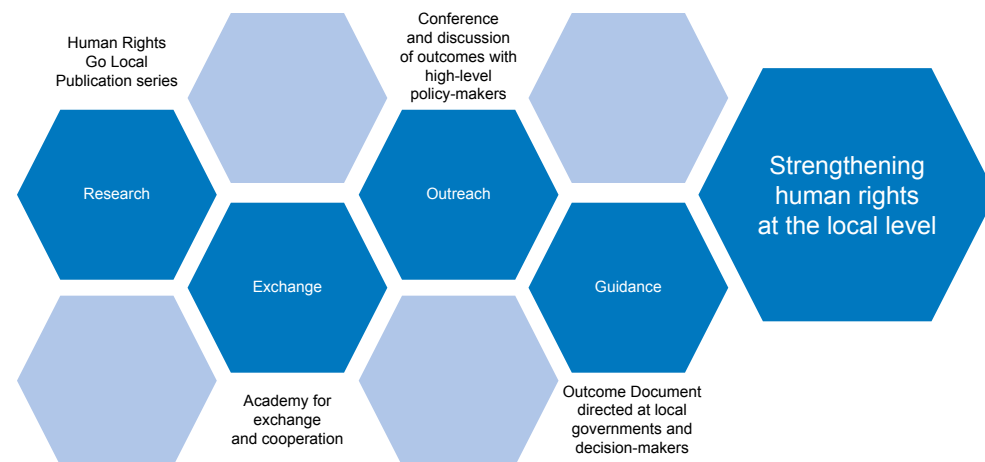 Human Rights
Go Local
Publication series
Research
Exchange
Academy for
exchange
and cooperation
Conference
and discussion
of outcomes with
high-level
policy-makers
Outreach
Guidance
Outcome Document
directed at local
governments and
decision-makers
Strengthening
human rights
at the local level